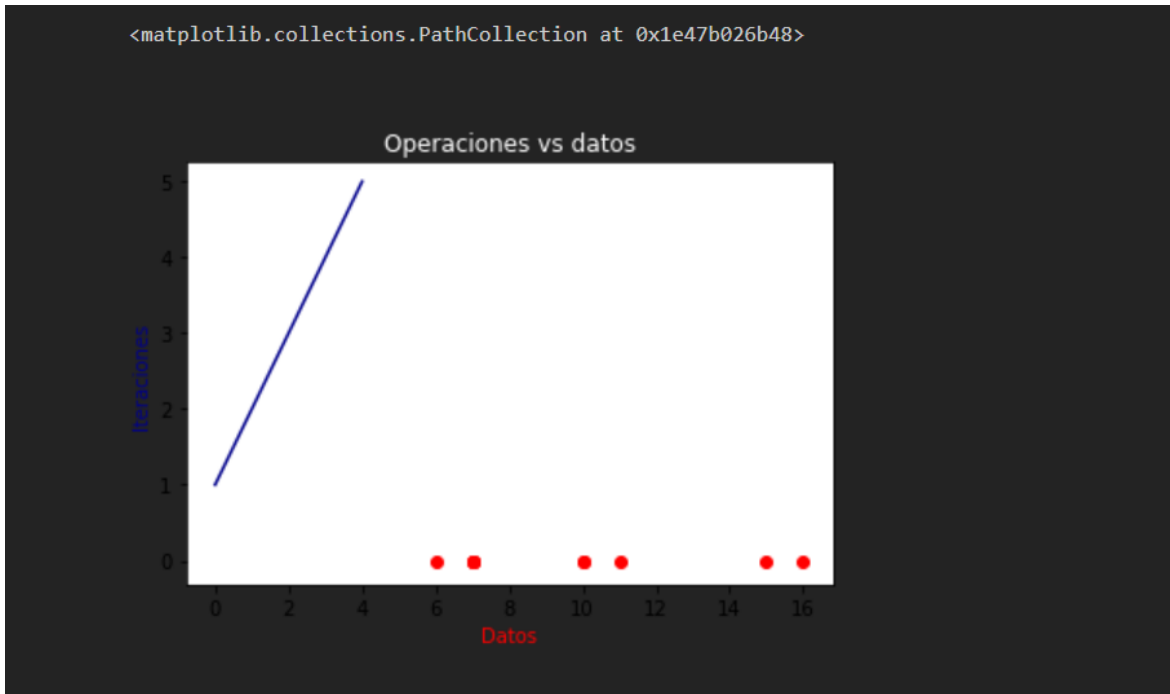 <matplotlib.collections.PathCollection at 0x1e47b026b48>
Operaciones vs datos
5
4
3
2
1
0
Iteraciones
0 2 4 6 8 10 12 14 16
Datos